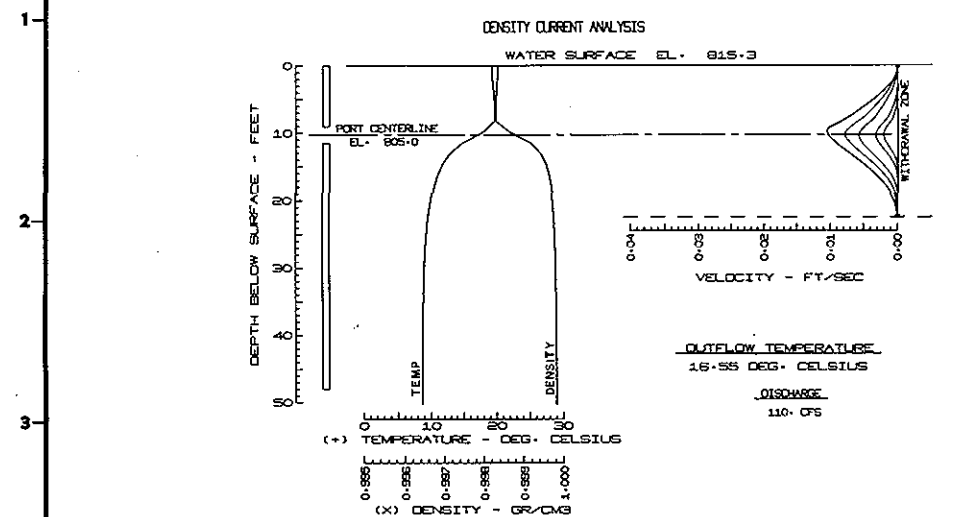 1-
2-
3-
DENSITY CURRENT ANALYSIS
WATER SURFACE EL. 815.3
DEPTH BELOW SURFACE - FEET
0
10
20
30
40
50
PORT CENTERLINE
EL. 805.0
TEMP
DENSITY
0 10 20 30
(+) TEMPERATURE - DEG. CELSIUS
0.995 0.996 0.997 0.998 0.999 1.000
(X) DENSITY - GR/CM3
WITHDRAWAL ZONE
0.04 0.03 0.02 0.01 0.00
VELOCITY - FT/SEC
OUTFLOW TEMPERATURE
16.55 DEG. CELSIUS
DISCHARGE
110. CFS